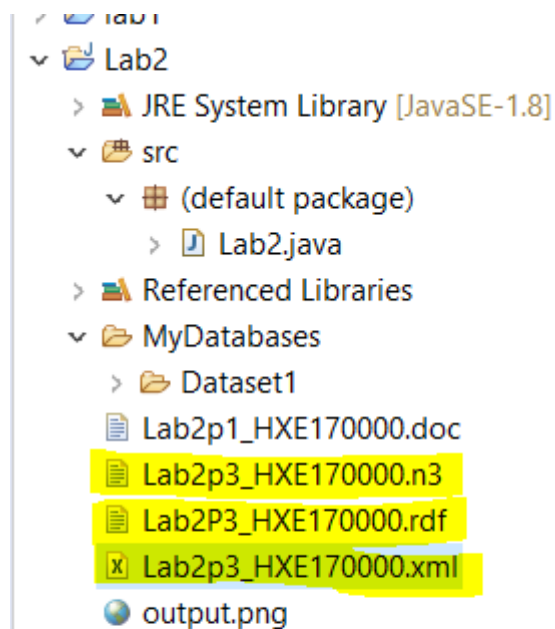 lab1
Lab2
JRE System Library [JavaSE-1.8]
src
(default package)
Lab2.java
Referenced Libraries
MyDatabases
Dataset1
Lab2p1_HXE170000.doc
Lab2p3_HXE170000.n3
Lab2P3_HXE170000.rdf
Lab2p3_HXE170000.xml
output.png